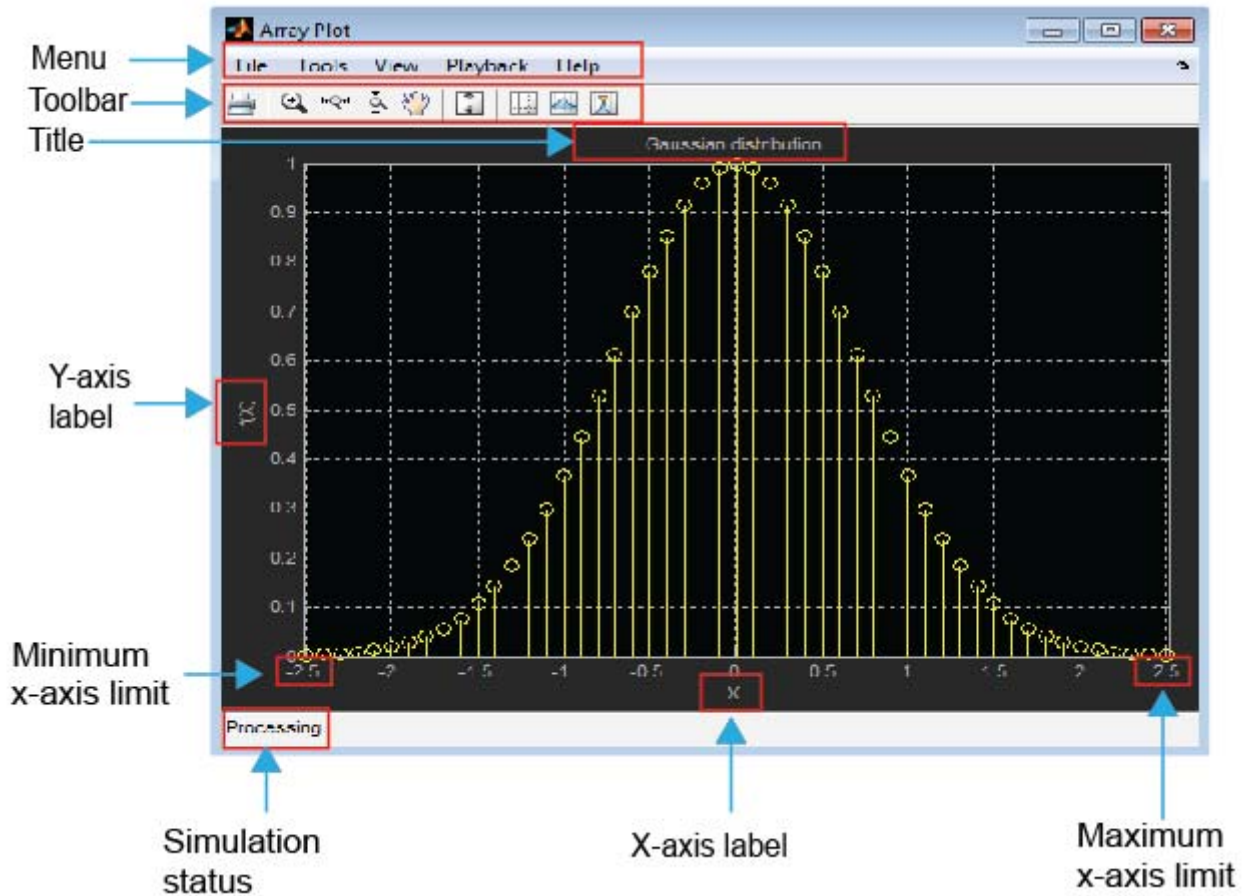 Array Plot
Menu
File Tools View Playback Help
Toolbar
Title
Gaussian distribution
1
0.9
0.8
0.7
0.6
Y-axis
label
0.5
0.4
0.3
0.2
0.1
0
Minimum
x-axis limit
-2.5 -2 -1.5 -1 -0.5 0 0.5 1 1.5 2 2.5
X
Processing
Simulation
status
X-axis label
Maximum
x-axis limit